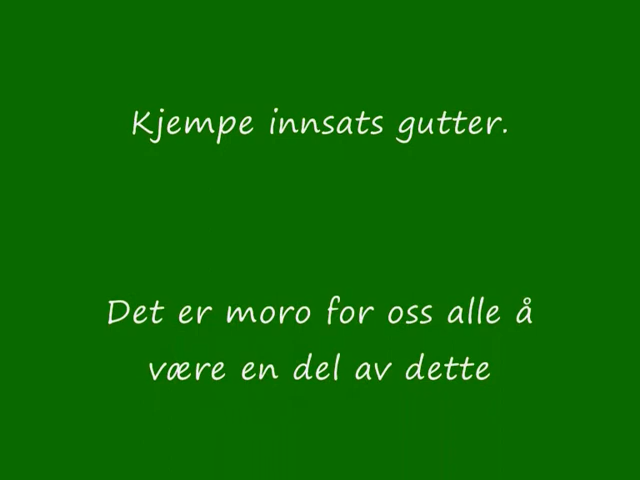 Kjempe innsats gutter.
Det er moro for oss alle å
være en del av dette